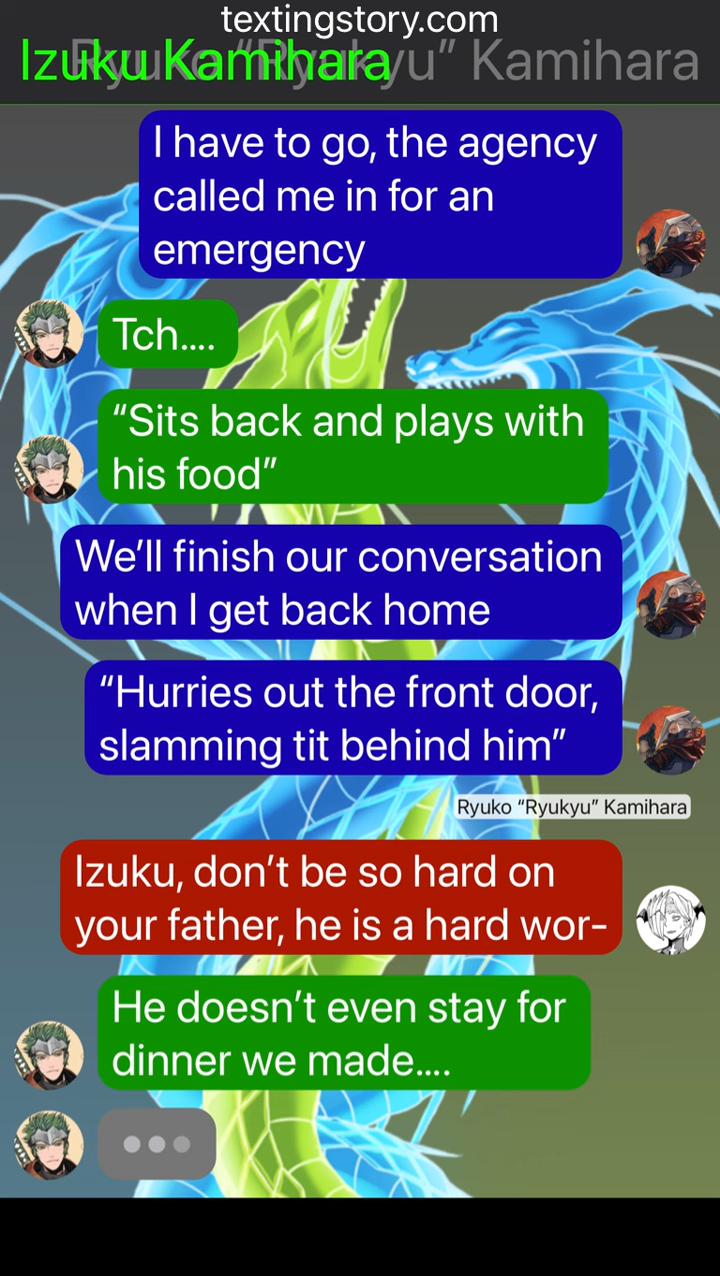 textingstory.com
Izuku Kamihara
Ryuko “Ryukyu” Kamihara
I have to go, the agency
called me in for an
emergency
Tch....
“Sits back and plays with
his food”
We’ll finish our conversation
when I get back home
“Hurries out the front door,
slamming tit behind him”
Ryuko “Ryukyu” Kamihara
Izuku, don’t be so hard on
your father, he is a hard wor-
He doesn’t even stay for
dinner we made....